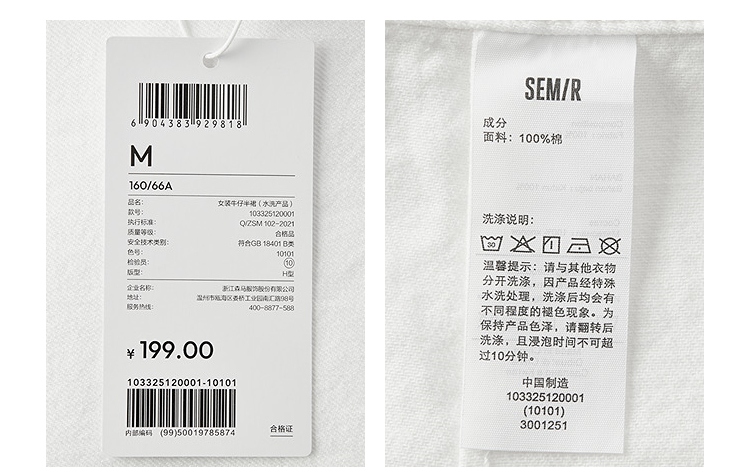 6 904383 929818
M
160/66A
品名: 女装牛仔半裙（水洗产品）
款号: 103325120001
执行标准: Q/ZSM 102-2021
质量等级: 合格品
安全技术类别: 符合GB 18401 B类
色号: 10101
检验员: 10
版型: H型
企业名称: 浙江森马服饰股份有限公司
地址: 温州市瓯海区娄桥工业园南汇路98号
服务热线: 400-8877-588
¥ 199.00
103325120001-10101
内部编码 (99)50019785874
合格证
SEM/R
成分
面料：100%棉
洗涤说明:
30
温馨提示：请与其他衣物
分开洗涤，因产品经特殊
水洗处理，洗涤后均会有
不同程度的褪色现象。为
保持产品色泽，请翻转后
洗涤，且浸泡时间不可超
过10分钟。
中国制造
103325120001
(10101)
3001251